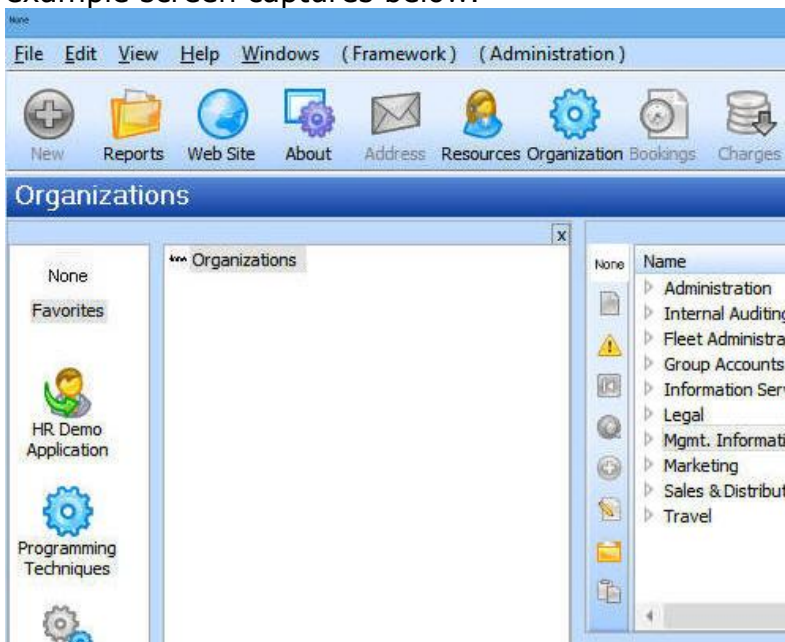 example screen captures below.
None
File Edit View Help Windows (Framework) (Administration)
New Reports Web Site About Address Resources Organization Bookings Charges
Organizations
x
None
Favorites
HR Demo
Application
Programming
Techniques
Organizations
None
Name
Administration
Internal Auditing
Fleet Administra
Group Accounts
Information Ser
Legal
Mgmt. Informati
Marketing
Sales & Distribut
Travel